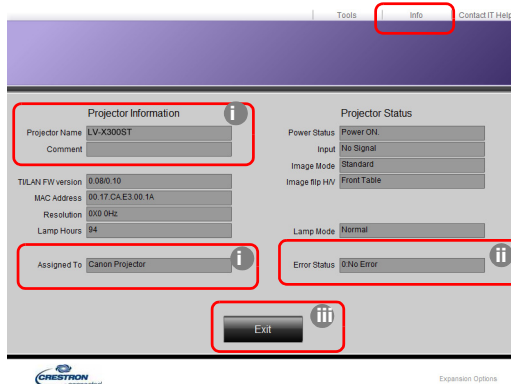 Tools Info Contact IT Help
Projector Information i
Projector Name LV-X300ST
Comment
TI/LAN FW version 0.08/0.10
MAC Address 00.17.CA.E3.00.1A
Resolution 0X0 0Hz
Lamp Hours 94
Assigned To Canon Projector i
Projector Status
Power Status Power ON.
Input No Signal
Image Mode Standard
Image flip H/V Front Table
Lamp Mode Normal
Error Status 0:No Error ii
Exit iii
CRESTRON
connected
Expansion Options